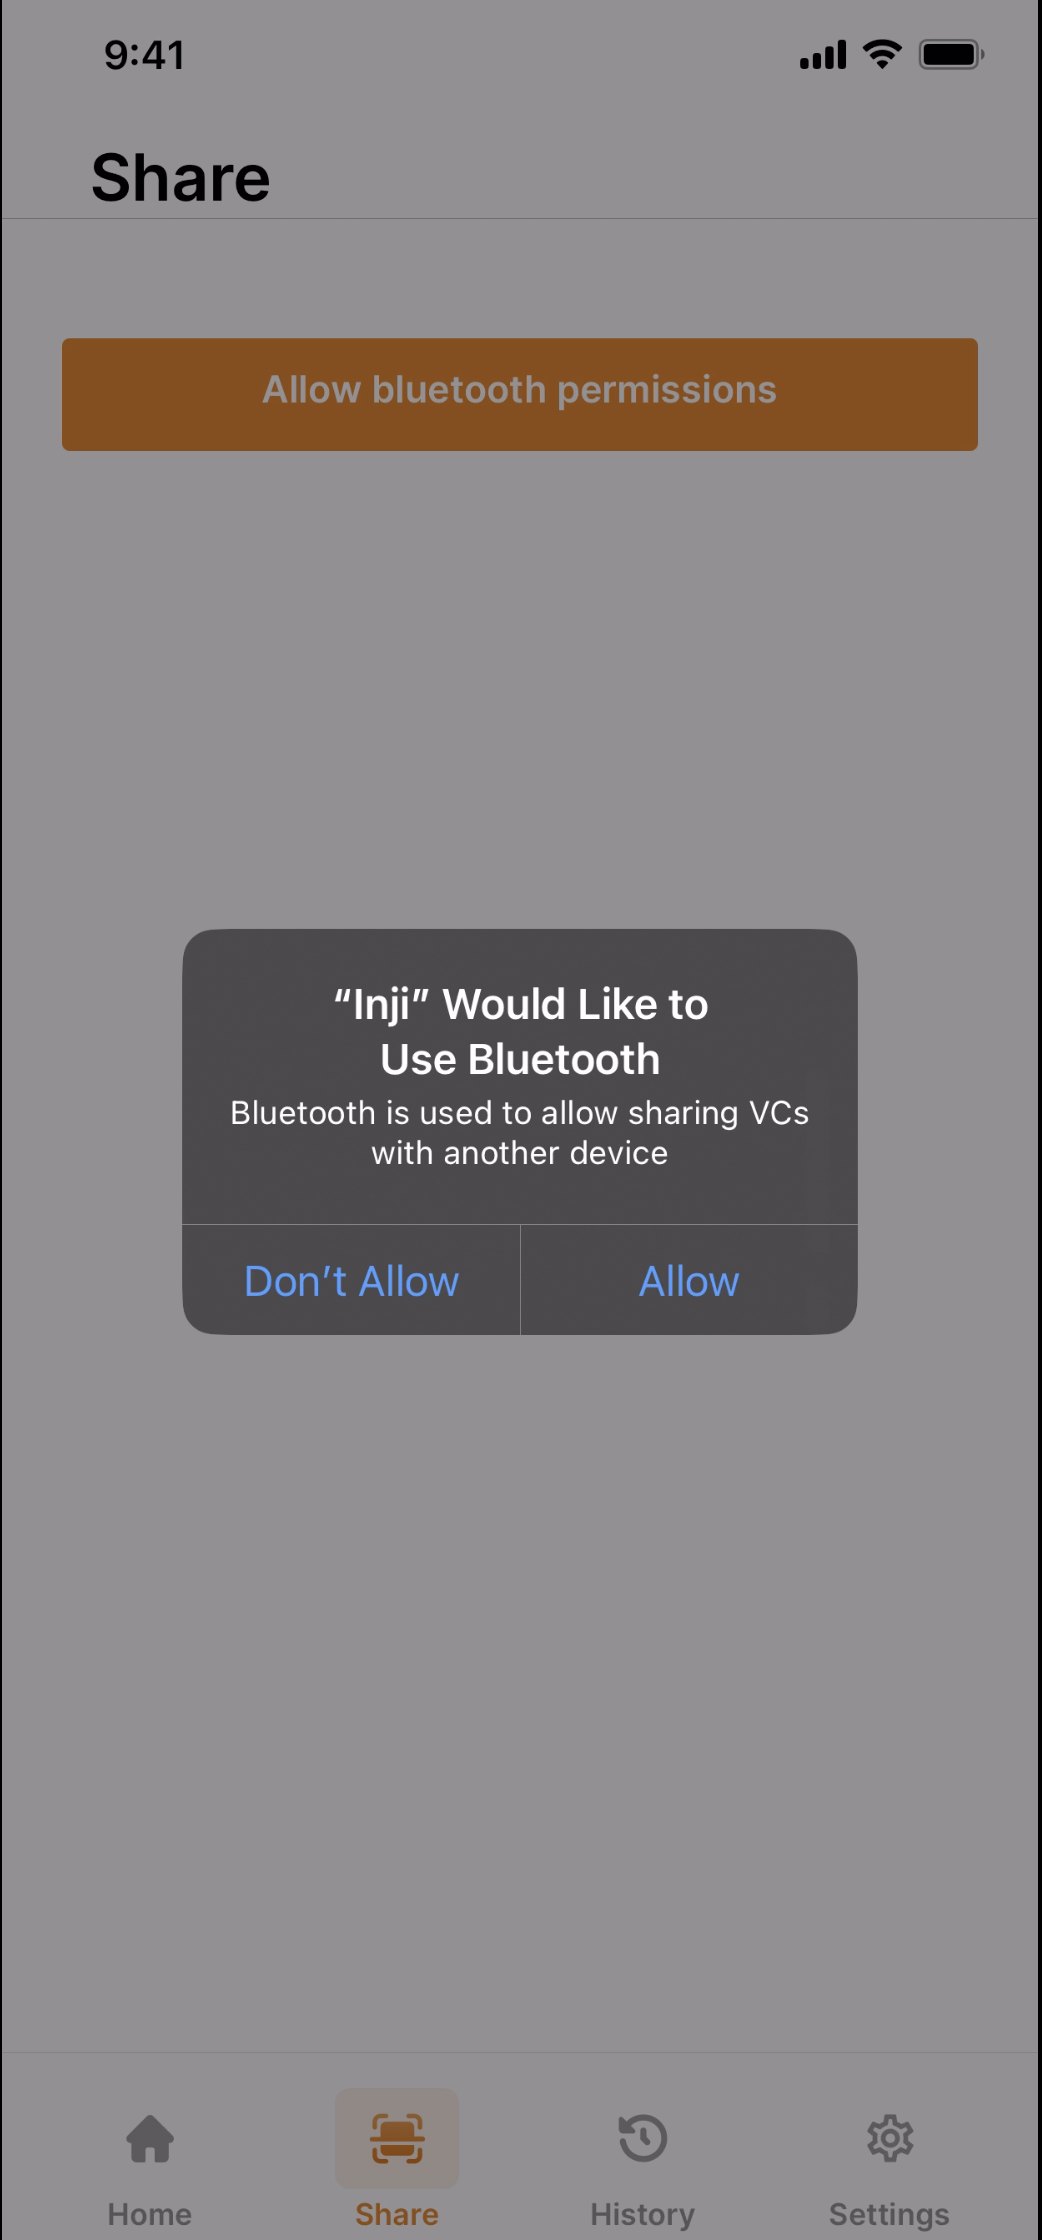 9:41
Share
Allow bluetooth permissions
“Inji” Would Like to
Use Bluetooth
Bluetooth is used to allow sharing VCs
with another device
Don’t Allow
Allow
Home
Share
History
Settings